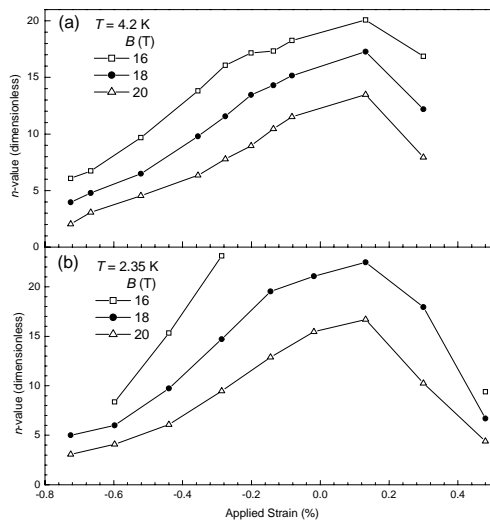 (a)
T = 4.2 K
B (T)
16
18
20
20
15
10
5
0
n-value (dimensionless)
(b)
T = 2.35 K
B (T)
16
18
20
20
15
10
5
0
n-value (dimensionless)
-0.8 -0.6 -0.4 -0.2 0.0 0.2 0.4
Applied Strain (%)